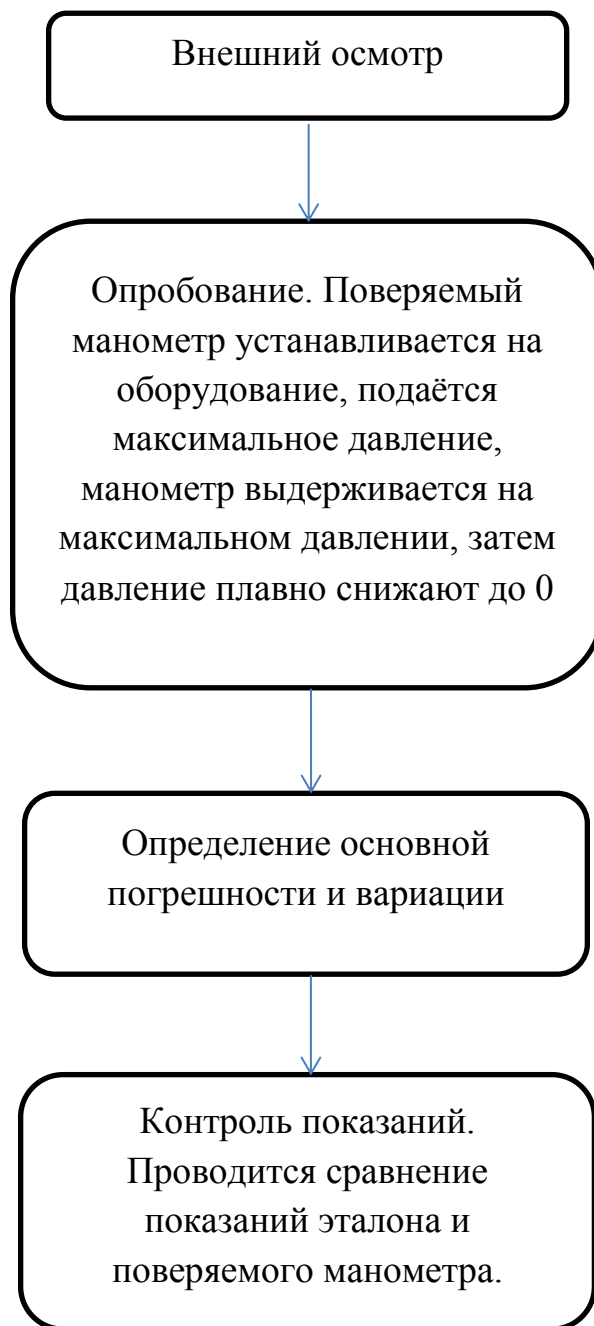 Внешний осмотр
Опробование. Поверяемый
манометр устанавливается на
оборудование, подаётся
максимальное давление,
манометр выдерживается на
максимальном давлении, затем
давление плавно снижают до 0
Определение основной
погрешности и вариации
Контроль показаний.
Проводится сравнение
показаний эталона и
поверяемого манометра.